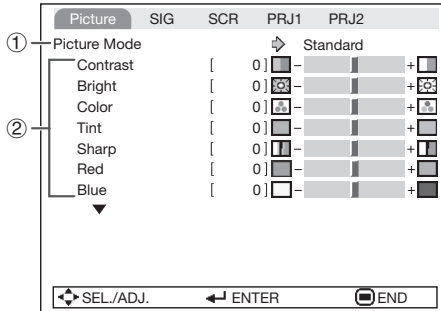 Picture SIG SCR PRJ1 PRJ2
① Picture Mode Standard
Contrast [ 0 ] – +
Bright [ 0 ] – +
② Color [ 0 ] – +
Tint [ 0 ] – +
Sharp [ 0 ] – +
Red [ 0 ] – +
Blue [ 0 ] – +
SEL./ADJ. ENTER END